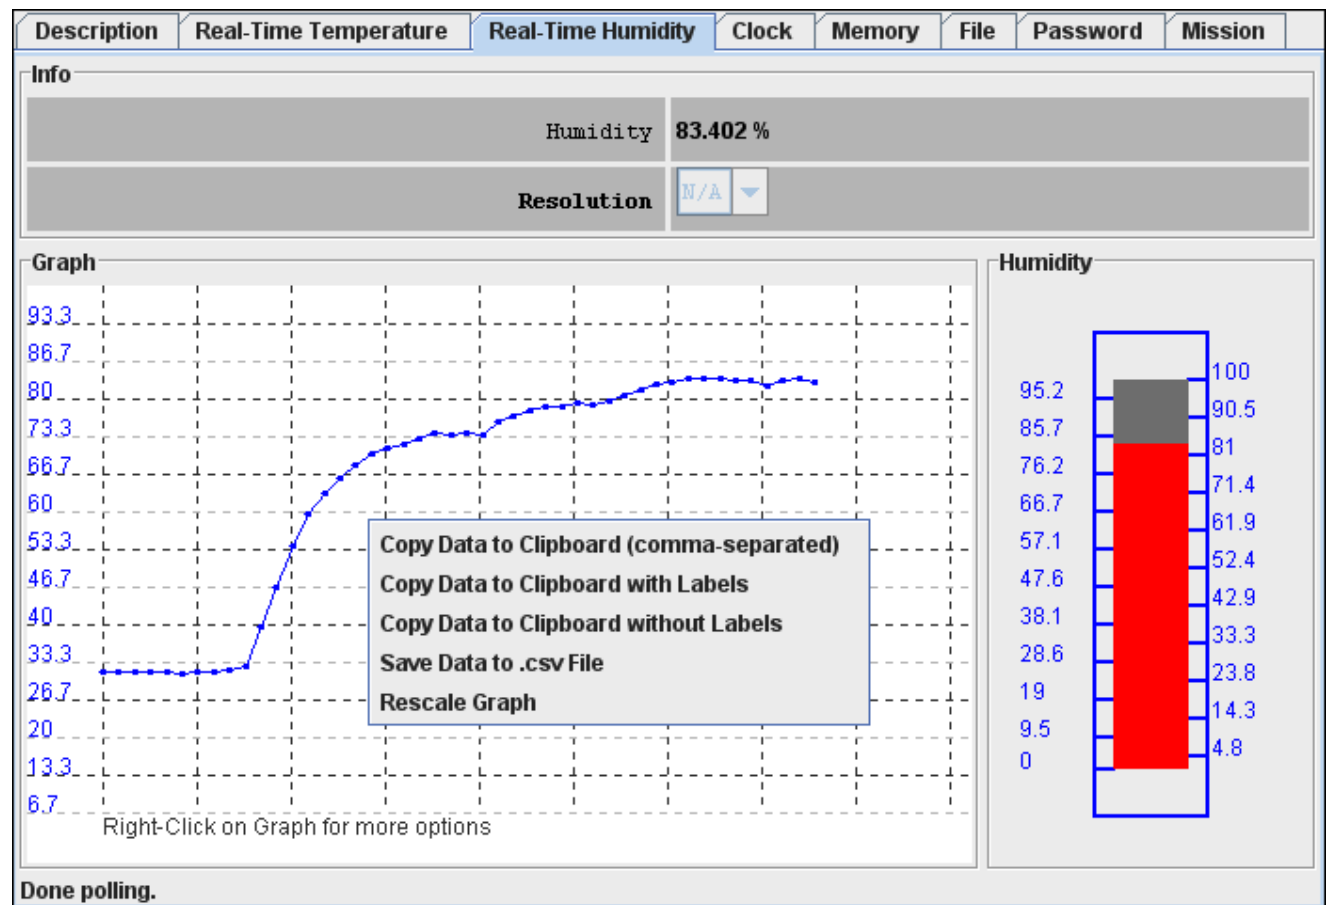 Description Real-Time Temperature Real-Time Humidity Clock Memory File Password Mission
Info
Humidity 83.402 %
Resolution N/A
Graph
93.3
86.7
80
73.3
66.7
60
53.3
46.7
40
33.3
26.7
20
13.3
6.7
Copy Data to Clipboard (comma-separated)
Copy Data to Clipboard with Labels
Copy Data to Clipboard without Labels
Save Data to .csv File
Rescale Graph
Right-Click on Graph for more options
Humidity
95.2
85.7
76.2
66.7
57.1
47.6
38.1
28.6
19
9.5
0
100
90.5
81
71.4
61.9
52.4
42.9
33.3
23.8
14.3
4.8
Done polling.